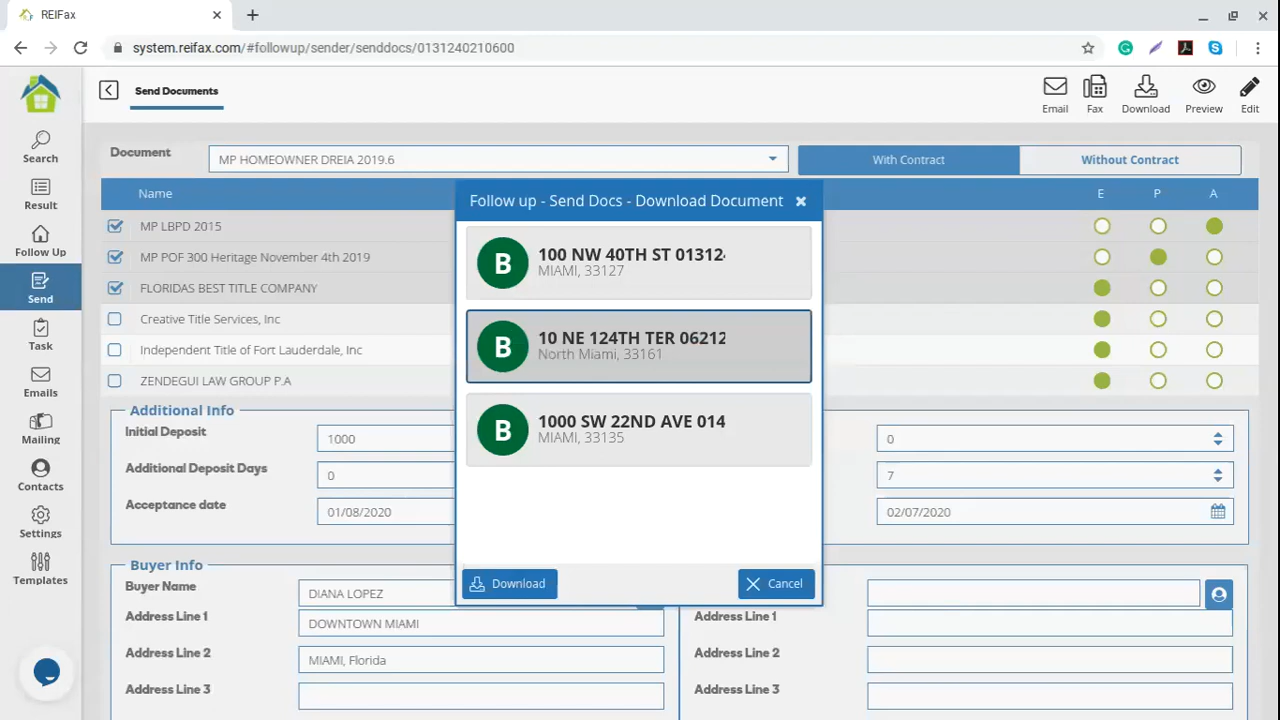 REIFax
system.reifax.com/#followup/sender/senddocs/0131240210600
Send Documents
Email
Fax
Download
Preview
Edit
Search
Result
Follow Up
Send
Task
Emails
Mailing
Contacts
Settings
Templates
Document
MP HOMEOWNER DREIA 2019.6
With Contract
Without Contract
Name
E
P
A
MP LBPD 2015
MP POF 300 Heritage November 4th 2019
FLORIDAS BEST TITLE COMPANY
Creative Title Services, Inc
Independent Title of Fort Lauderdale, Inc
ZENDEGUI LAW GROUP P.A
Follow up - Send Docs - Download Document
B
100 NW 40TH ST 01312
MIAMI, 33127
B
10 NE 124TH TER 06212
North Miami, 33161
B
1000 SW 22ND AVE 014
MIAMI, 33135
Download
Cancel
Additional Info
Initial Deposit
1000
0
Additional Deposit Days
0
7
Acceptance date
01/08/2020
02/07/2020
Buyer Info
Buyer Name
DIANA LOPEZ
Address Line 1
DOWNTOWN MIAMI
Address Line 1
Address Line 2
MIAMI, Florida
Address Line 2
Address Line 3
Address Line 3